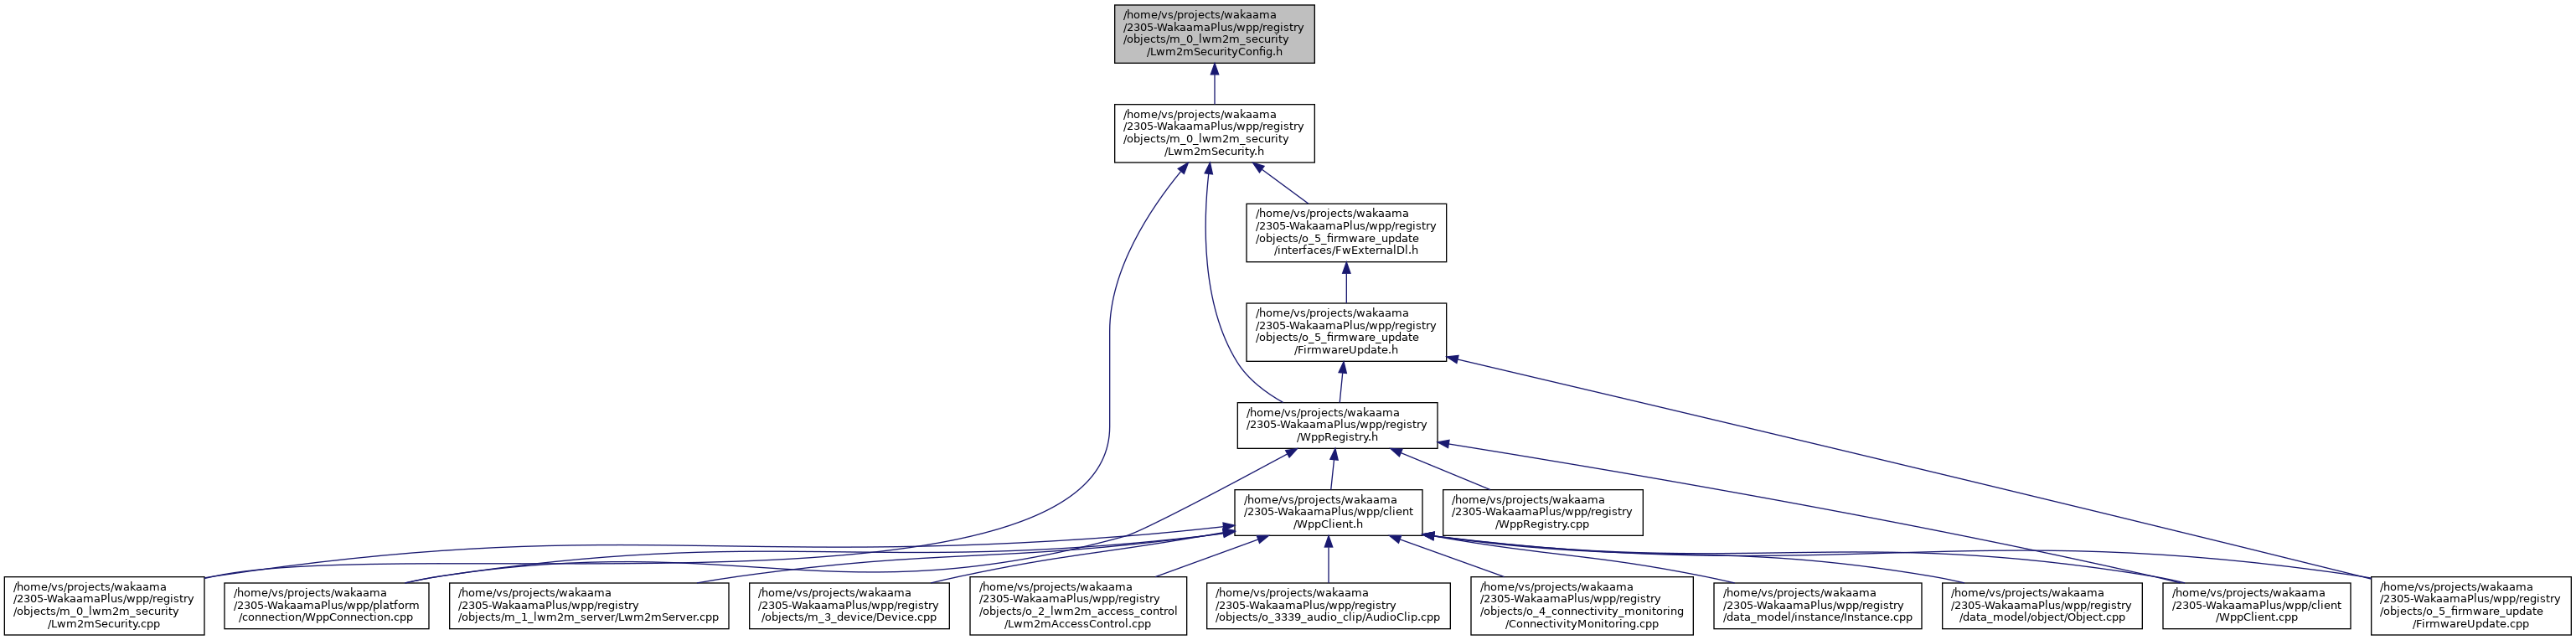 /home/vs/projects/wakaama
/2305-WakaamaPlus/wpp/registry
/objects/m_0_lwm2m_security
/Lwm2mSecurityConfig.h
/home/vs/projects/wakaama
/2305-WakaamaPlus/wpp/registry
/objects/m_0_lwm2m_security
/Lwm2mSecurity.h
/home/vs/projects/wakaama
/2305-WakaamaPlus/wpp/registry
/objects/o_5_firmware_update
/interfaces/FwExternalDl.h
/home/vs/projects/wakaama
/2305-WakaamaPlus/wpp/registry
/objects/o_5_firmware_update
/FirmwareUpdate.h
/home/vs/projects/wakaama
/2305-WakaamaPlus/wpp/registry
/WppRegistry.h
/home/vs/projects/wakaama
/2305-WakaamaPlus/wpp/client
/WppClient.h
/home/vs/projects/wakaama
/2305-WakaamaPlus/wpp/registry
/WppRegistry.cpp
/home/vs/projects/wakaama
/2305-WakaamaPlus/wpp/registry
/objects/m_0_lwm2m_security
/Lwm2mSecurity.cpp
/home/vs/projects/wakaama
/2305-WakaamaPlus/wpp/platform
/connection/WppConnection.cpp
/home/vs/projects/wakaama
/2305-WakaamaPlus/wpp/registry
/objects/m_1_lwm2m_server/Lwm2mServer.cpp
/home/vs/projects/wakaama
/2305-WakaamaPlus/wpp/registry
/objects/m_3_device/Device.cpp
/home/vs/projects/wakaama
/2305-WakaamaPlus/wpp/registry
/objects/o_2_lwm2m_access_control
/Lwm2mAccessControl.cpp
/home/vs/projects/wakaama
/2305-WakaamaPlus/wpp/registry
/objects/o_3339_audio_clip/AudioClip.cpp
/home/vs/projects/wakaama
/2305-WakaamaPlus/wpp/registry
/objects/o_4_connectivity_monitoring
/ConnectivityMonitoring.cpp
/home/vs/projects/wakaama
/2305-WakaamaPlus/wpp/registry
/data_model/instance/Instance.cpp
/home/vs/projects/wakaama
/2305-WakaamaPlus/wpp/registry
/data_model/object/Object.cpp
/home/vs/projects/wakaama
/2305-WakaamaPlus/wpp/client
/WppClient.cpp
/home/vs/projects/wakaama
/2305-WakaamaPlus/wpp/registry
/objects/o_5_firmware_update
/FirmwareUpdate.cpp